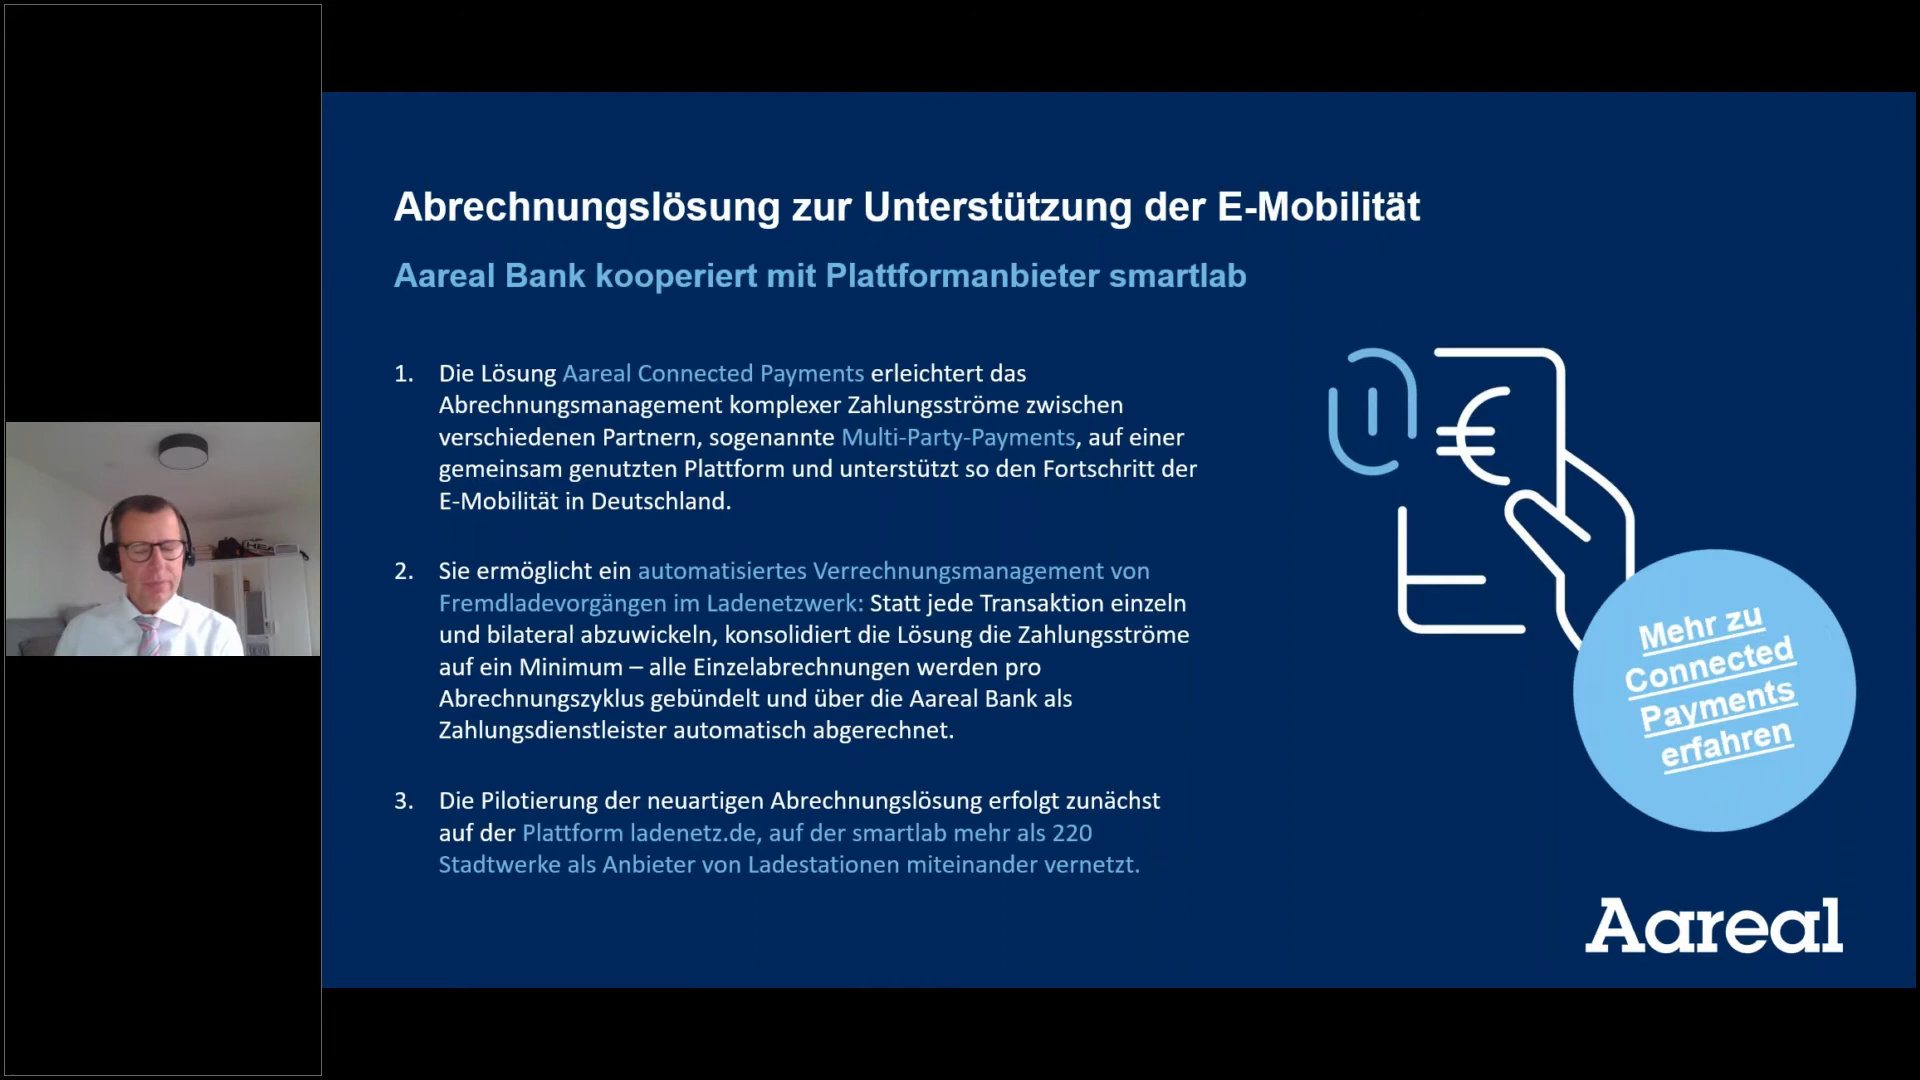 Abrechnungslösung zur Unterstützung der E-Mobilität
Aareal Bank kooperiert mit Plattformanbieter smartlab
1. Die Lösung Aareal Connected Payments erleichtert das
Abrechnungsmanagement komplexer Zahlungsströme zwischen
verschiedenen Partnern, sogenannte Multi-Party-Payments, auf einer
gemeinsam genutzten Plattform und unterstützt so den Fortschritt der
E-Mobilität in Deutschland.
2. Sie ermöglicht ein automatisiertes Verrechnungsmanagement von
Fremdladevorgängen im Ladenetzwerk: Statt jede Transaktion einzeln
und bilateral abzuwickeln, konsolidiert die Lösung die Zahlungsströme
auf ein Minimum – alle Einzelabrechnungen werden pro
Abrechnungszyklus gebündelt und über die Aareal Bank als
Zahlungsdienstleister automatisch abgerechnet.
3. Die Pilotierung der neuartigen Abrechnungslösung erfolgt zunächst
auf der Plattform ladenetz.de, auf der smartlab mehr als 220
Stadtwerke als Anbieter von Ladestationen miteinander vernetzt.
€
Mehr zu
Connected
Payments
erfahren
Aareal